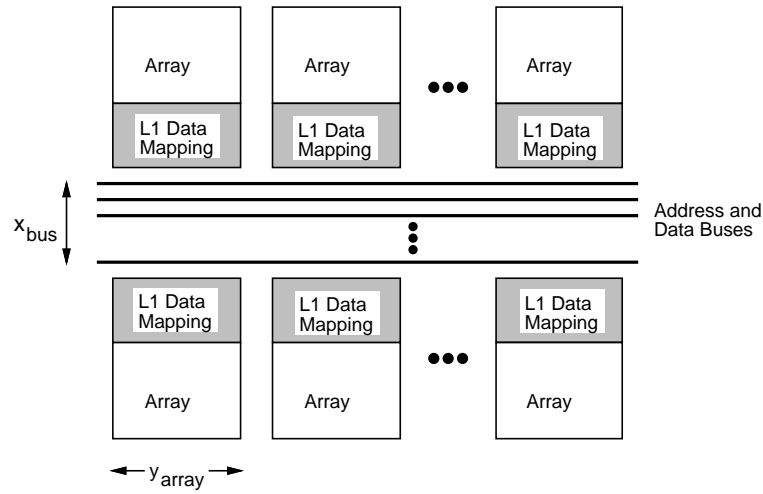 Array
Array
Array
L1 Data
Mapping
L1 Data
Mapping
L1 Data
Mapping
x bus
Address and
Data Buses
L1 Data
Mapping
L1 Data
Mapping
L1 Data
Mapping
Array
Array
Array
y array